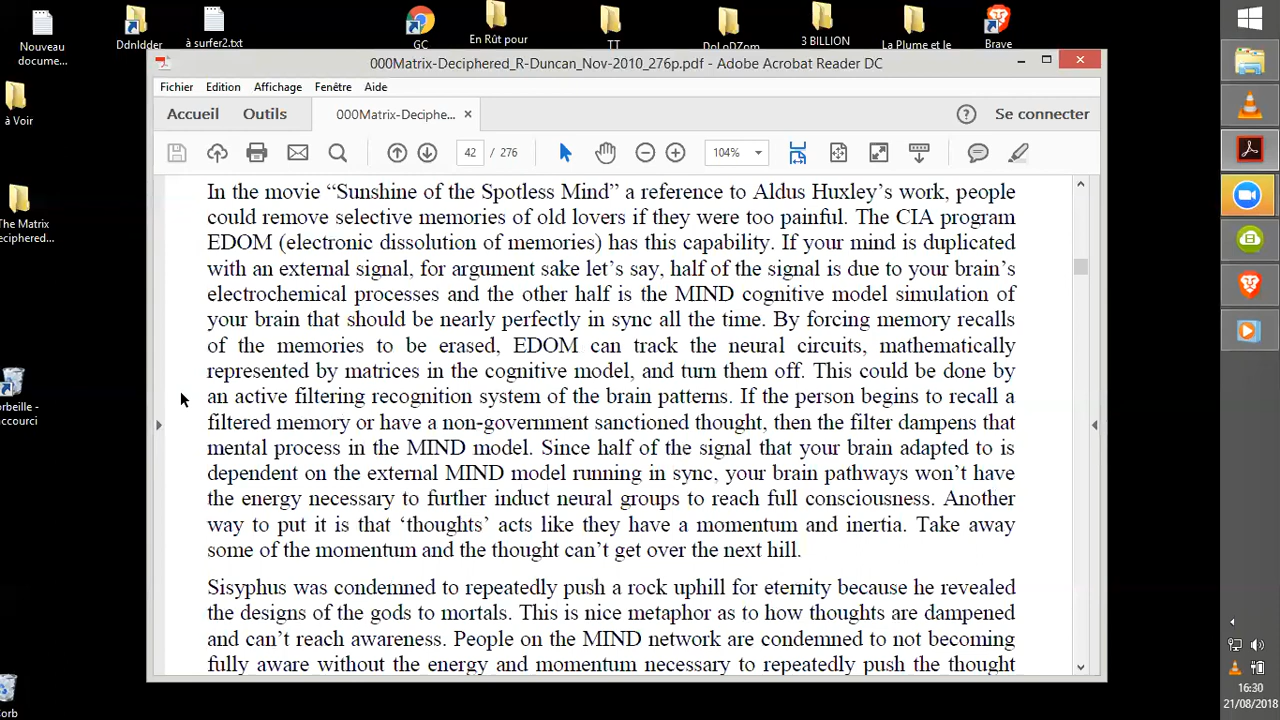 Nouveau
docume...
DdnIdder
à surfer2.txt
GC
En Rût pour
TT
DoLoDZom
3 BILLION
La Plume et le
Brave
à Voir
The Matrix
Deciphered...
orbeille -
accourci
Corb
000Matrix-Deciphered_R-Duncan_Nov-2010_276p.pdf - Adobe Acrobat Reader DC
Fichier Edition Affichage Fenêtre Aide
Accueil Outils 000Matrix-Deciphe... × ? Se connecter
42 / 276 104%
In the movie “Sunshine of the Spotless Mind” a reference to Aldus Huxley’s work, people
could remove selective memories of old lovers if they were too painful. The CIA program
EDOM (electronic dissolution of memories) has this capability. If your mind is duplicated
with an external signal, for argument sake let’s say, half of the signal is due to your brain’s
electrochemical processes and the other half is the MIND cognitive model simulation of
your brain that should be nearly perfectly in sync all the time. By forcing memory recalls
of the memories to be erased, EDOM can track the neural circuits, mathematically
represented by matrices in the cognitive model, and turn them off. This could be done by
an active filtering recognition system of the brain patterns. If the person begins to recall a
filtered memory or have a non-government sanctioned thought, then the filter dampens that
mental process in the MIND model. Since half of the signal that your brain adapted to is
dependent on the external MIND model running in sync, your brain pathways won’t have
the energy necessary to further induct neural groups to reach full consciousness. Another
way to put it is that ‘thoughts’ acts like they have a momentum and inertia. Take away
some of the momentum and the thought can’t get over the next hill.
Sisyphus was condemned to repeatedly push a rock uphill for eternity because he revealed
the designs of the gods to mortals. This is nice metaphor as to how thoughts are dampened
and can’t reach awareness. People on the MIND network are condemned to not becoming
fully aware without the energy and momentum necessary to repeatedly push the thought
16:30
21/08/2018